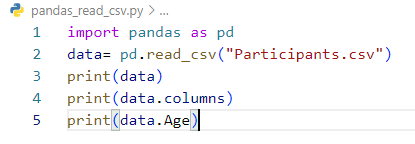 pandas_read_csv.py > ...
1 import pandas as pd
2 data= pd.read_csv("Participants.csv")
3 print(data)
4 print(data.columns)
5 print(data.Age)